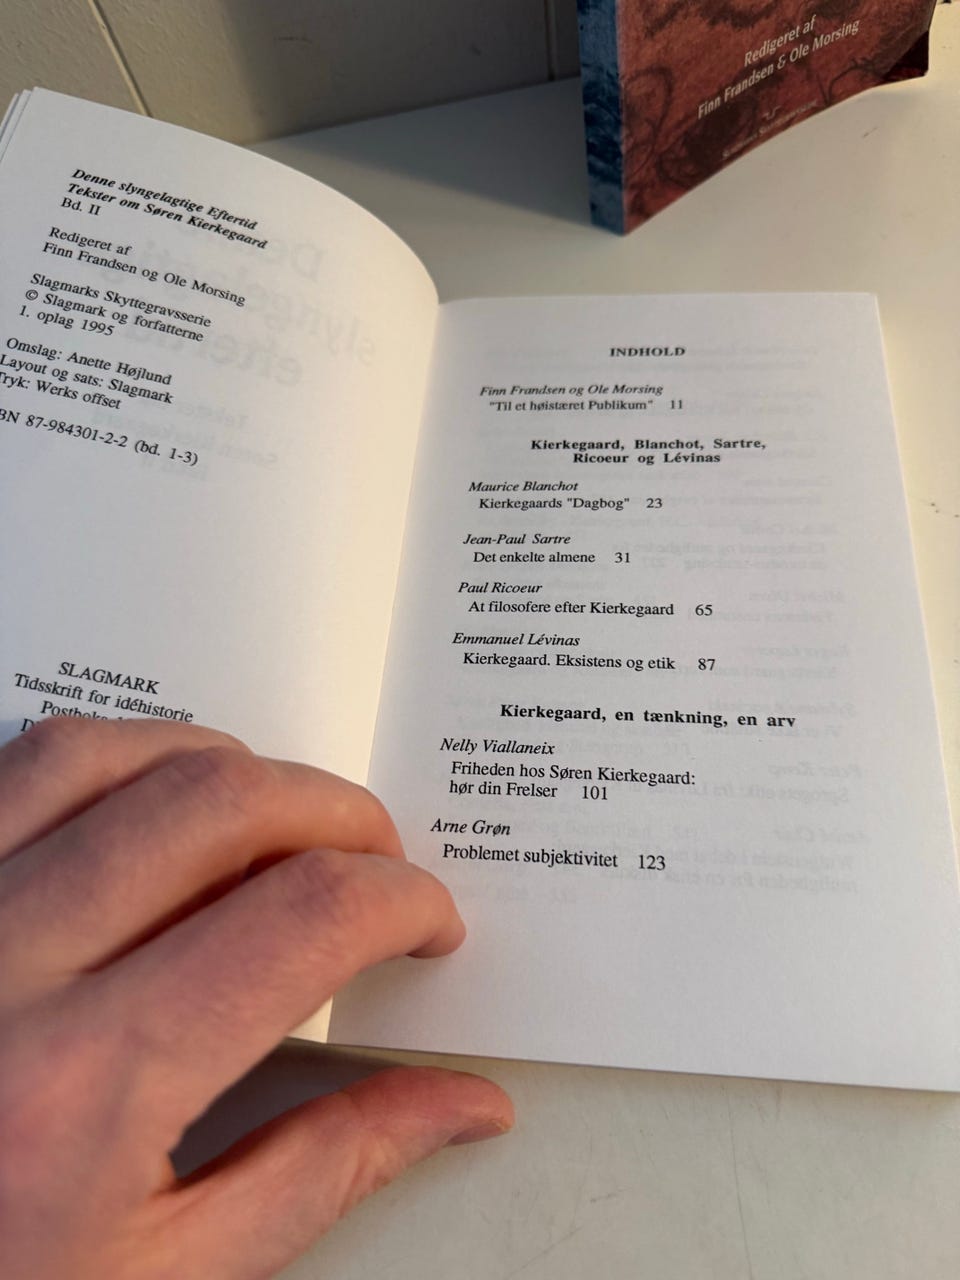 Redigeret af
Finn Frandsen & Ole Morsing
Denne slyngelagtige Eftertid
Tekster om Søren Kierkegaard
Bd. II
Redigeret af
Finn Frandsen og Ole Morsing
Slagmarks Skyttegravsserie
© Slagmark og forfatterne
1. oplag 1995
Omslag: Anette Højlund
Layout og sats: Slagmark
Tryk: Werks offset
BN 87-984301-2-2 (bd. 1-3)
SLAGMARK
Tidsskrift for idéhistorie
INDHOLD
Finn Frandsen og Ole Morsing
"Til et høistæret Publikum" 11
Kierkegaard, Blanchot, Sartre,
Ricoeur og Lévinas
Maurice Blanchot
Kierkegaards "Dagbog" 23
Jean-Paul Sartre
Det enkelte almene 31
Paul Ricoeur
At filosofere efter Kierkegaard 65
Emmanuel Lévinas
Kierkegaard. Eksistens og etik 87
Kierkegaard, en tænkning, en arv
Nelly Viallaneix
Friheden hos Søren Kierkegaard:
hør din Frelser 101
Arne Grøn
Problemet subjektivitet 123